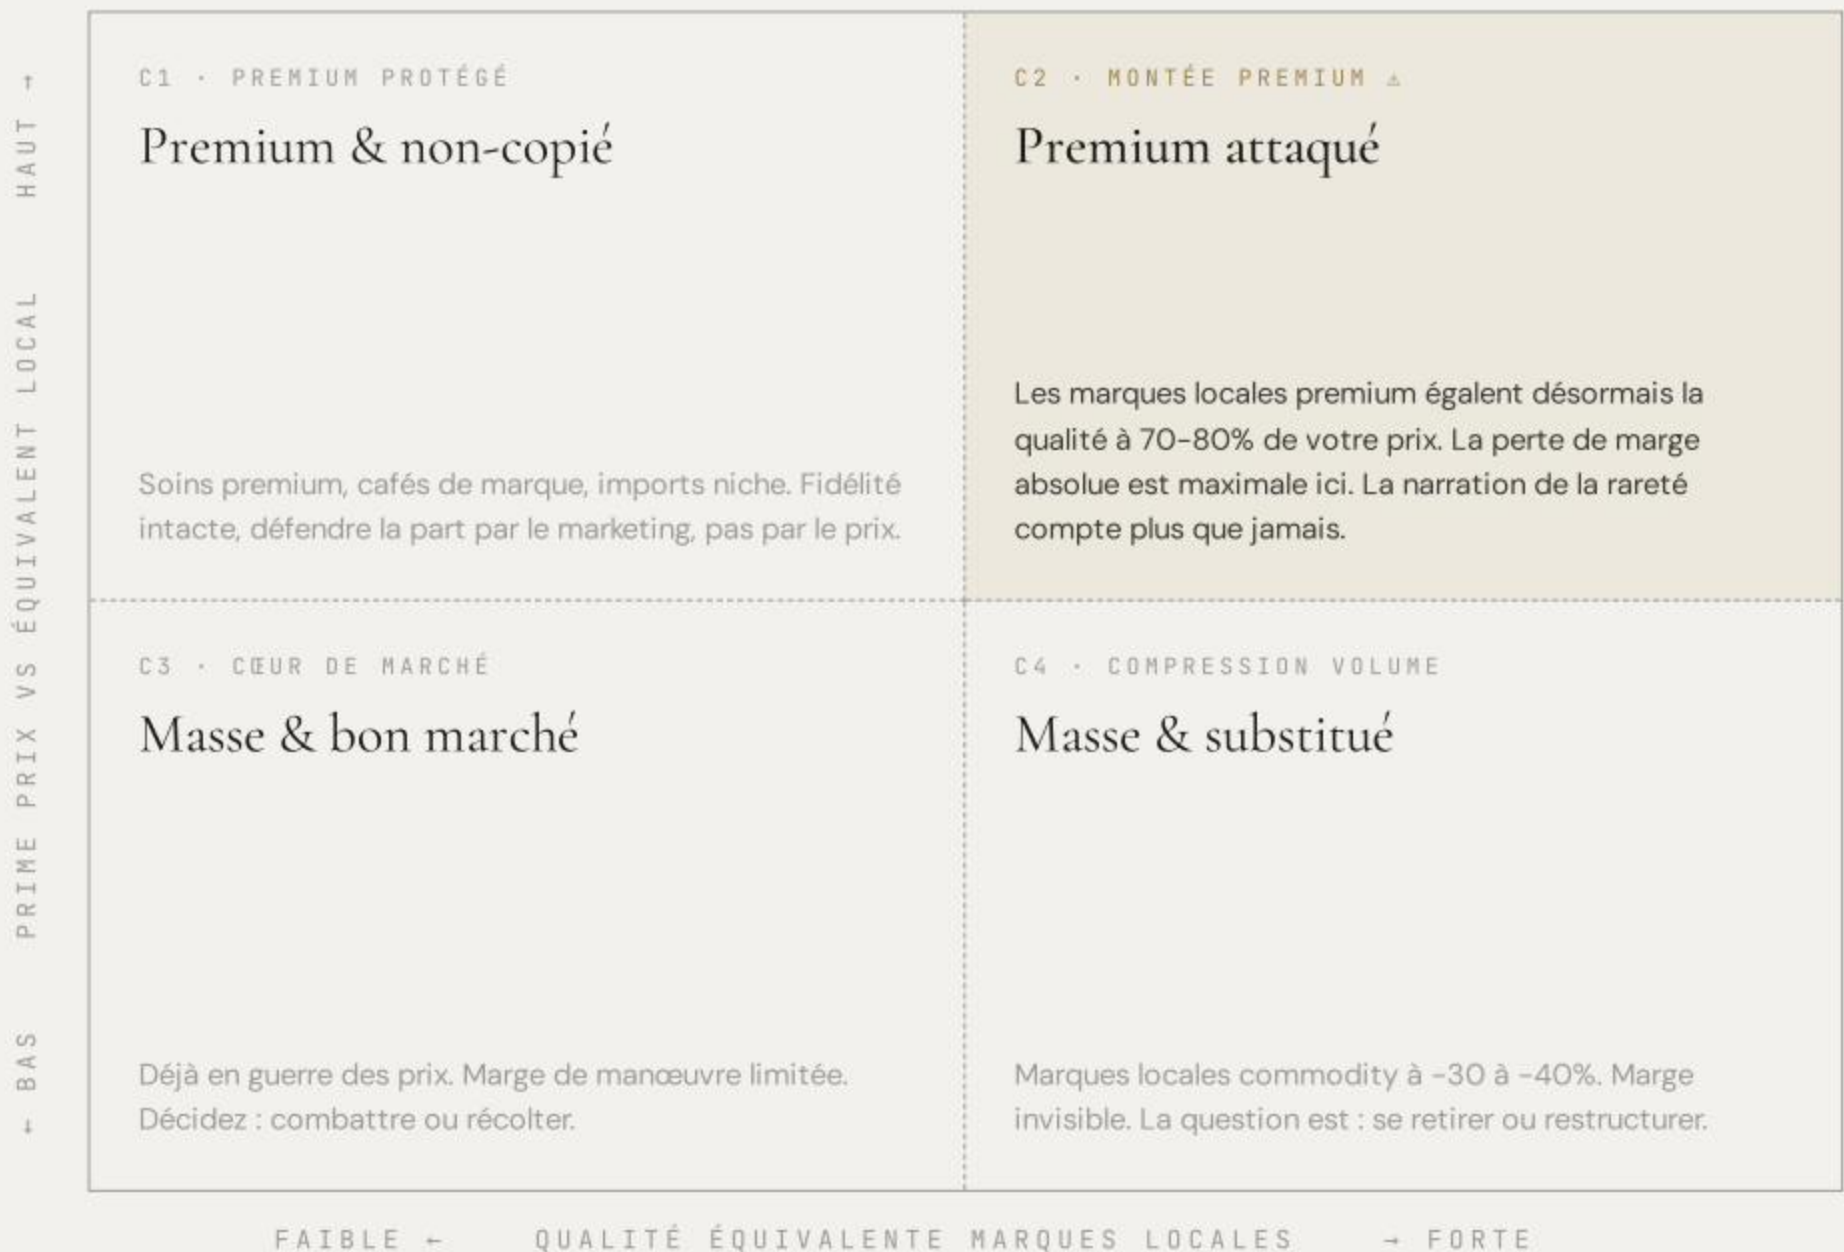 C1 · PREMIUM PROTÉGÉ
Premium & non-copié
Soins premium, cafés de marque, imports niche. Fidélité
intacte, défendre la part par le marketing, pas par le prix.
C2 · MONTÉE PREMIUM ⚠
Premium attaqué
Les marques locales premium égalent désormais la
qualité à 70-80% de votre prix. La perte de marge
absolue est maximale ici. La narration de la rareté
compte plus que jamais.
C3 · CŒUR DE MARCHÉ
Masse & bon marché
Déjà en guerre des prix. Marge de manœuvre limitée.
Décidez : combattre ou récolter.
C4 · COMPRESSION VOLUME
Masse & substitué
Marques locales commodity à -30 à -40%. Marge
invisible. La question est : se retirer ou restructurer.
← BAS PRIME PRIX VS ÉQUIVALENT LOCAL HAUT →
FAIBLE ← QUALITÉ ÉQUIVALENTE MARQUES LOCALES → FORTE